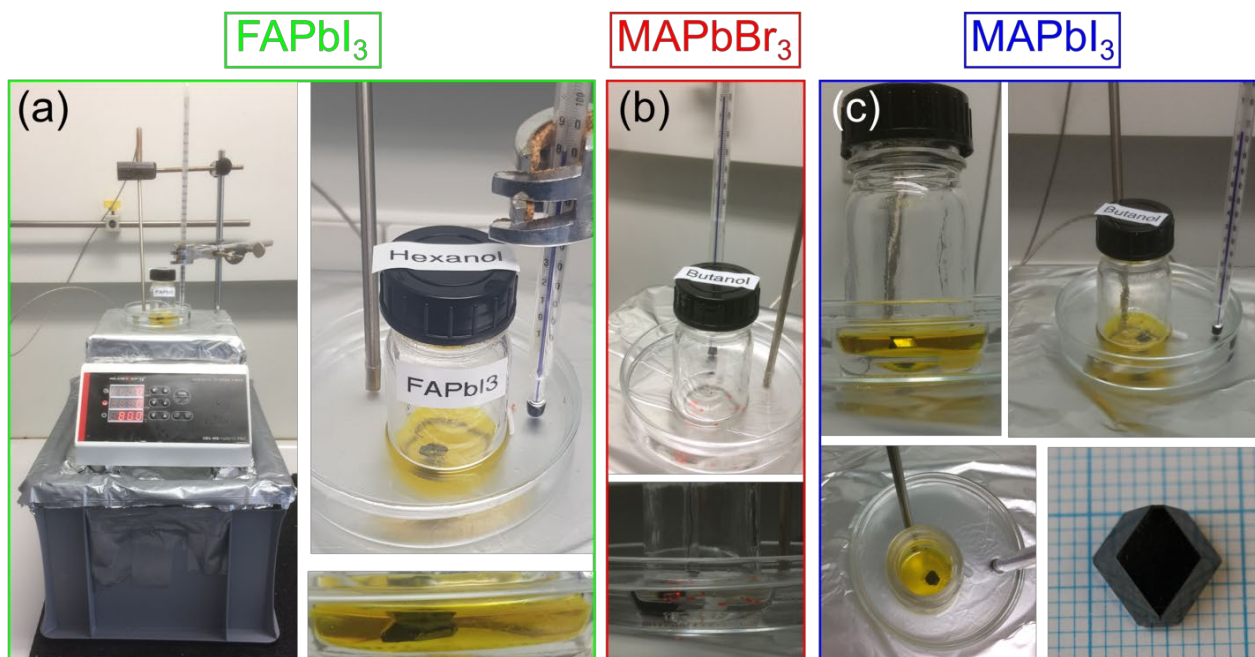 FAPbI3
MAPbBr3
MAPbI3
(a)
(b)
(c)
Hexanol
FAPbI3
Butanol
Butanol